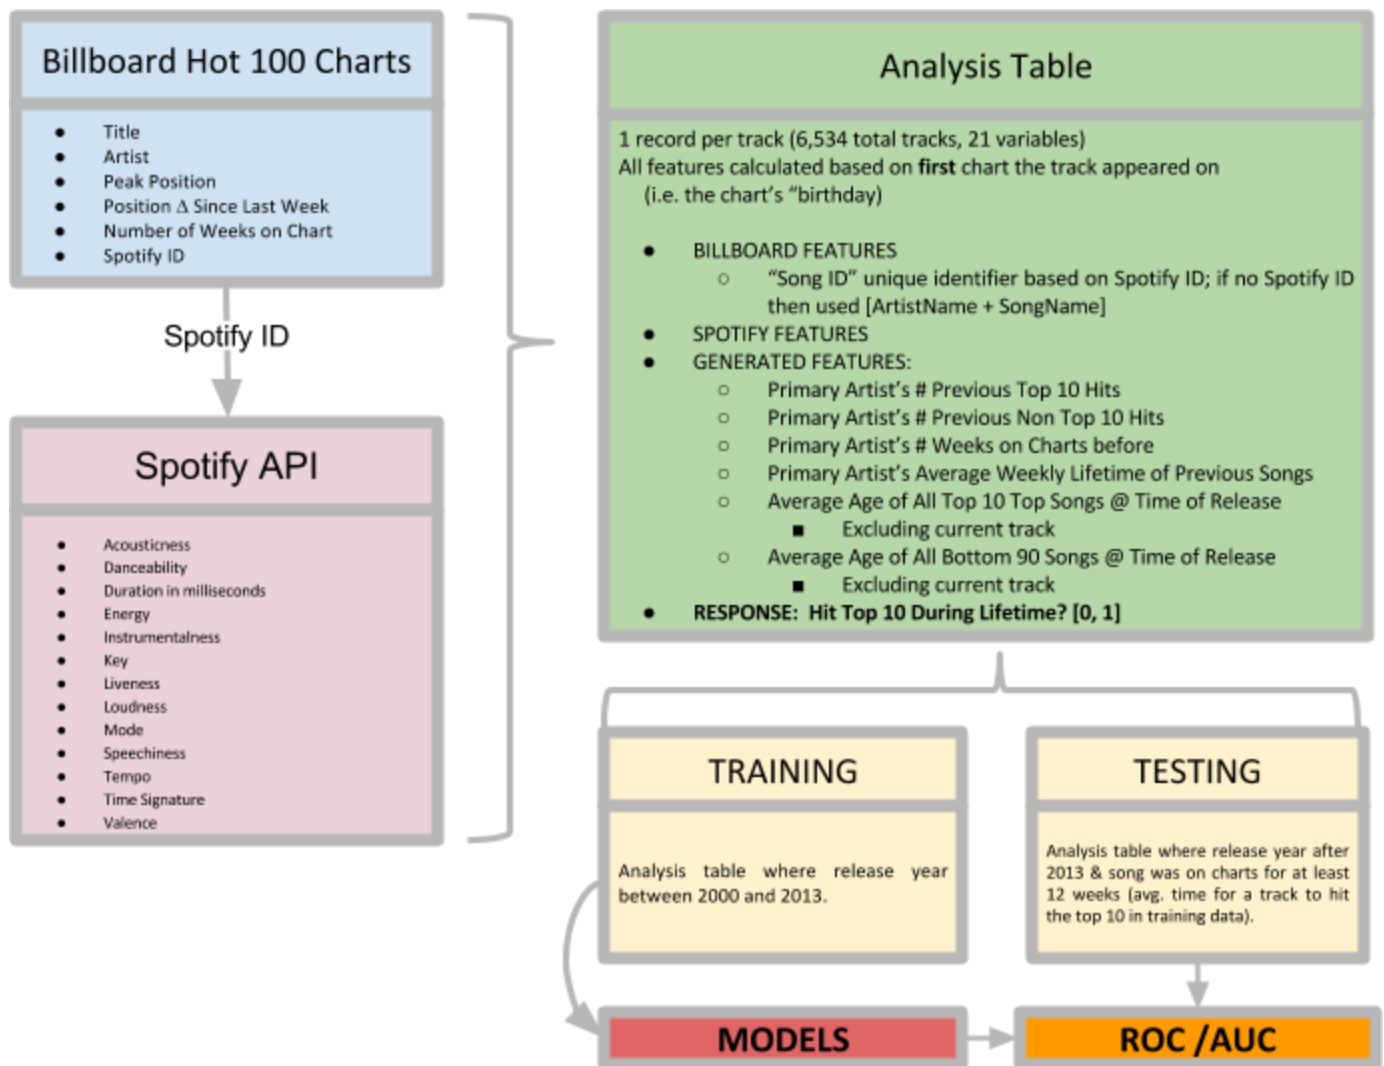 Billboard Hot 100 Charts
● Title
● Artist
● Peak Position
● Position Δ Since Last Week
● Number of Weeks on Chart
● Spotify ID
Spotify ID
Spotify API
● Acousticness
● Danceability
● Duration in milliseconds
● Energy
● Instrumentalness
● Key
● Liveness
● Loudness
● Mode
● Speechiness
● Tempo
● Time Signature
● Valence
Analysis Table
1 record per track (6,534 total tracks, 21 variables)
All features calculated based on first chart the track appeared on
(i.e. the chart's "birthday)
● BILLBOARD FEATURES
○ "Song ID" unique identifier based on Spotify ID; if no Spotify ID
then used [ArtistName + SongName]
● SPOTIFY FEATURES
● GENERATED FEATURES:
○ Primary Artist's # Previous Top 10 Hits
○ Primary Artist's # Previous Non Top 10 Hits
○ Primary Artist's # Weeks on Charts before
○ Primary Artist's Average Weekly Lifetime of Previous Songs
○ Average Age of All Top 10 Top Songs @ Time of Release
■ Excluding current track
○ Average Age of All Bottom 90 Songs @ Time of Release
■ Excluding current track
● RESPONSE: Hit Top 10 During Lifetime? [0, 1]
TRAINING
Analysis table where release year
between 2000 and 2013.
TESTING
Analysis table where release year after
2013 & song was on charts for at least
12 weeks (avg. time for a track to hit
the top 10 in training data).
MODELS
ROC /AUC